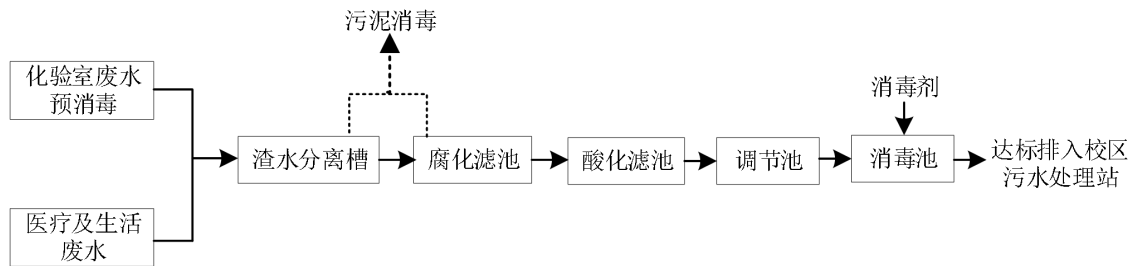 污泥消毒
化验室废水
预消毒
消毒剂
渣水分离槽
腐化滤池
酸化滤池
调节池
消毒池
达标排入校区
污水处理站
医疗及生活
废水